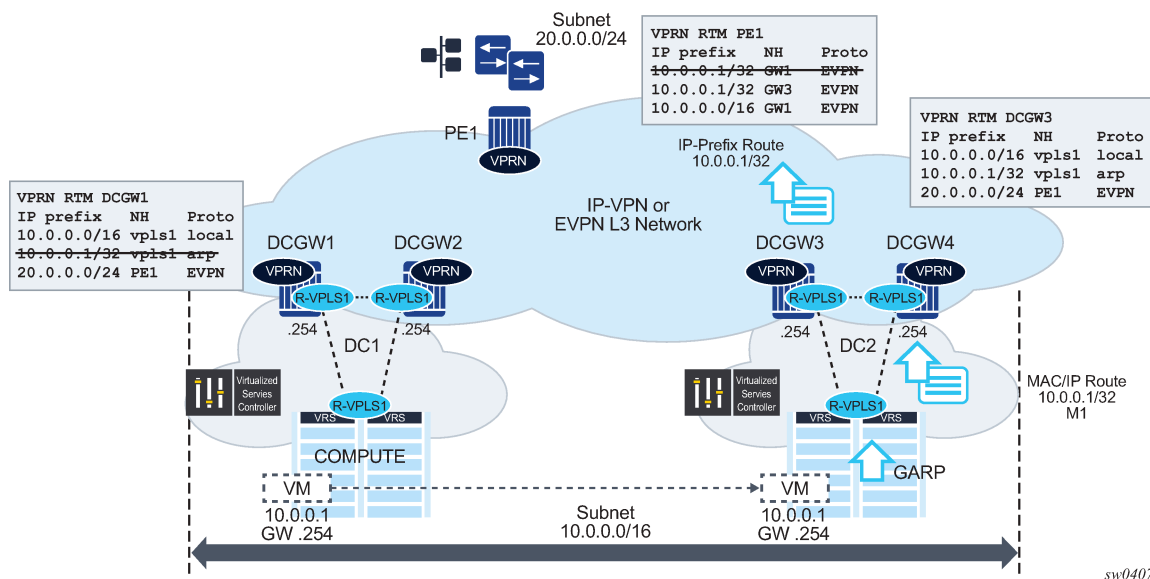 Subnet
20.0.0.0/24
VPRN RTM PE1
IP prefix NH Proto
10.0.0.1/32 GW1 EVPN
10.0.0.1/32 GW3 EVPN
10.0.0.0/16 GW1 EVPN
PE1
VPRN
IP-Prefix Route
10.0.0.1/32
VPRN RTM DCGW3
IP prefix NH Proto
10.0.0.0/16 vpls1 local
10.0.0.1/32 vpls1 arp
20.0.0.0/24 PE1 EVPN
VPRN RTM DCGW1
IP prefix NH Proto
10.0.0.0/16 vpls1 local
10.0.0.1/32 vpls1 arp
20.0.0.0/24 PE1 EVPN
IP-VPN or
EVPN L3 Network
DCGW1 DCGW2 DCGW3 DCGW4
VPRN VPRN VPRN VPRN
R-VPLS1 R-VPLS1 R-VPLS1 R-VPLS1
.254 .254 .254 .254
DC1 DC2
Virtualized
Servies
Controller
Virtualized
Servies
Controller
MAC/IP Route
10.0.0.1/32
M1
R-VPLS1 R-VPLS1
VRS VRS VRS VRS
COMPUTE GARP
VM VM
10.0.0.1
GW .254
10.0.0.1
GW .254
Subnet
10.0.0.0/16
sw0407